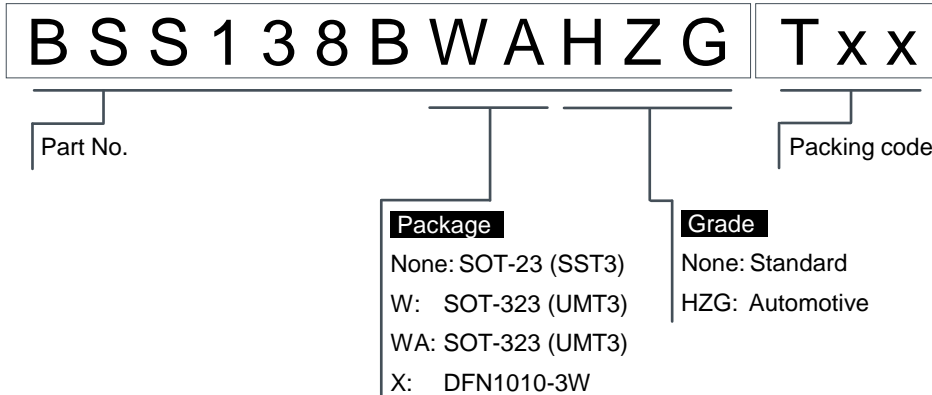 BSS138BWAHZG Txx
Part No.
Packing code
Package
None: SOT-23 (SST3)
W: SOT-323 (UMT3)
WA: SOT-323 (UMT3)
X: DFN1010-3W
Grade
None: Standard
HZG: Automotive